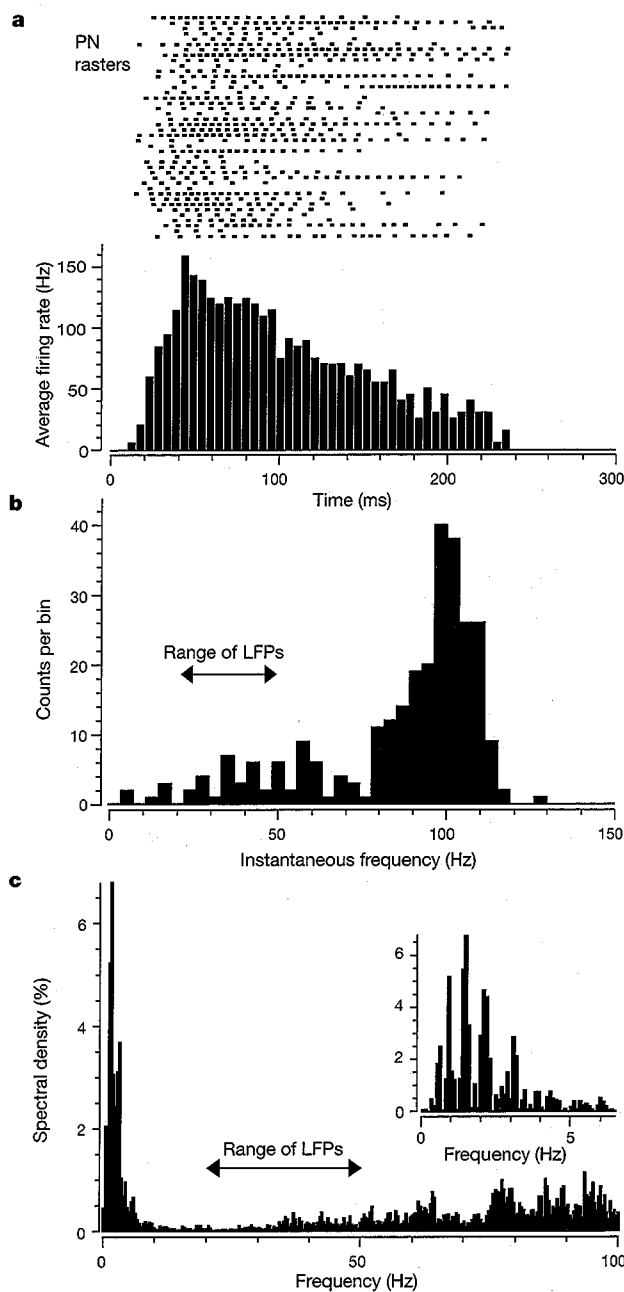 a
PN
rasters
Average firing rate (Hz)
150
100
50
0
0 100 200 300
Time (ms)
b
Counts per bin
40
30
20
10
0
Range of LFPs
0 50 100 150
Instantaneous frequency (Hz)
c
Spectral density (%)
6
4
2
0
Range of LFPs
0 50 100
Frequency (Hz)
6
4
2
0
0 5
Frequency (Hz)